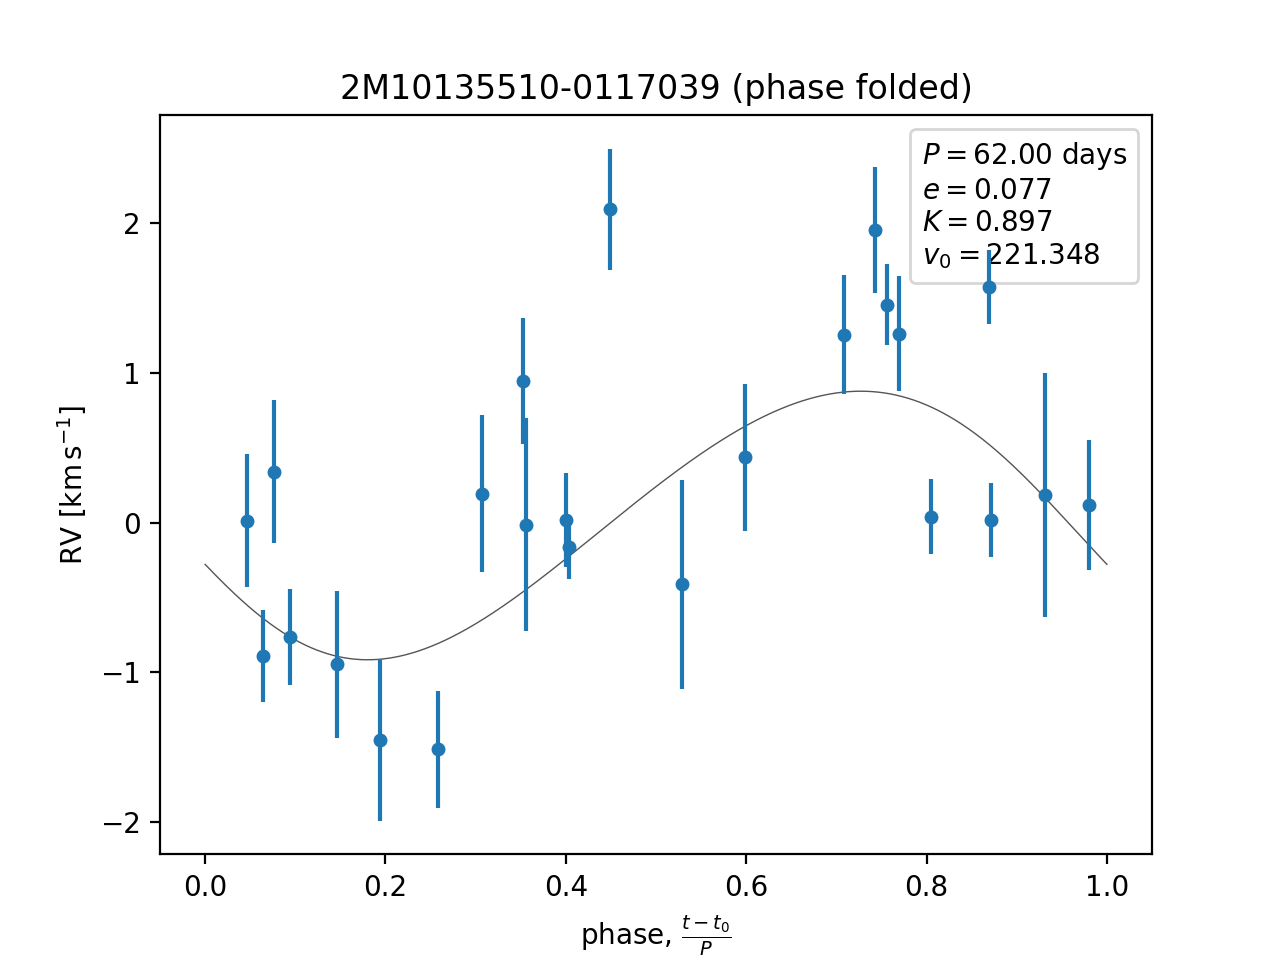 2M10135510-0117039 (phase folded)
P = 62.00 days
e = 0.077
K = 0.897
v₀ = 221.348
2
1
0
−1
−2
RV [km s⁻¹]
0.0 0.2 0.4 0.6 0.8 1.0
phase, (t − t₀)/P